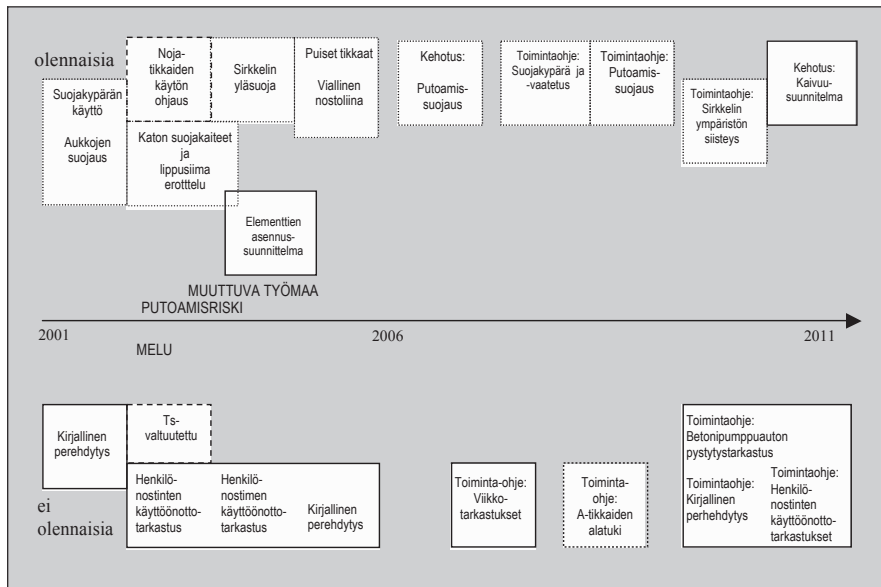 olennaisia
Suojakypärän
käyttö
Aukkojen
suojaus
Noja-
tikkaiden
käytön
ohjaus
Katon suojakaiteet
ja
lippusiima
erotttelu
Sirkkelin
yläsuoja
Elementtien
asennus-
suunnittelma
Puiset tikkaat
Viallinen
nostoliina
Kehotus:
Putoamis-
suojaus
Toimintaohje:
Suojakypärä ja
-vaatetus
Toimintaohje:
Putoamis-
suojaus
Toimintaohje:
Sirkkelin
ympäristön
siisteys
Kehotus:
Kaivuu-
suunnitelma
MUUTTUVA TYÖMAA
PUTOAMISRISKI
2001
2006
2011
MELU
Kirjallinen
perehdytys
ei
olennaisia
Ts-
valtuutettu
Henkilö-
nostinten
käyttöönotto-
tarkastus
Henkilö-
nostimen
käyttöönotto-
tarkastus
Kirjallinen
perehdytys
Toiminta-ohje:
Viikko-
tarkastukset
Toiminta-
ohje:
A-tikkaiden
alatuki
Toimintaohje:
Betonipumppuauton
pystytystarkastus
Toimintaohje:
Kirjallinen
perhehdytys
Toimintaohje:
Henkilö-
nostinten
käyttöönotto-
tarkastukset